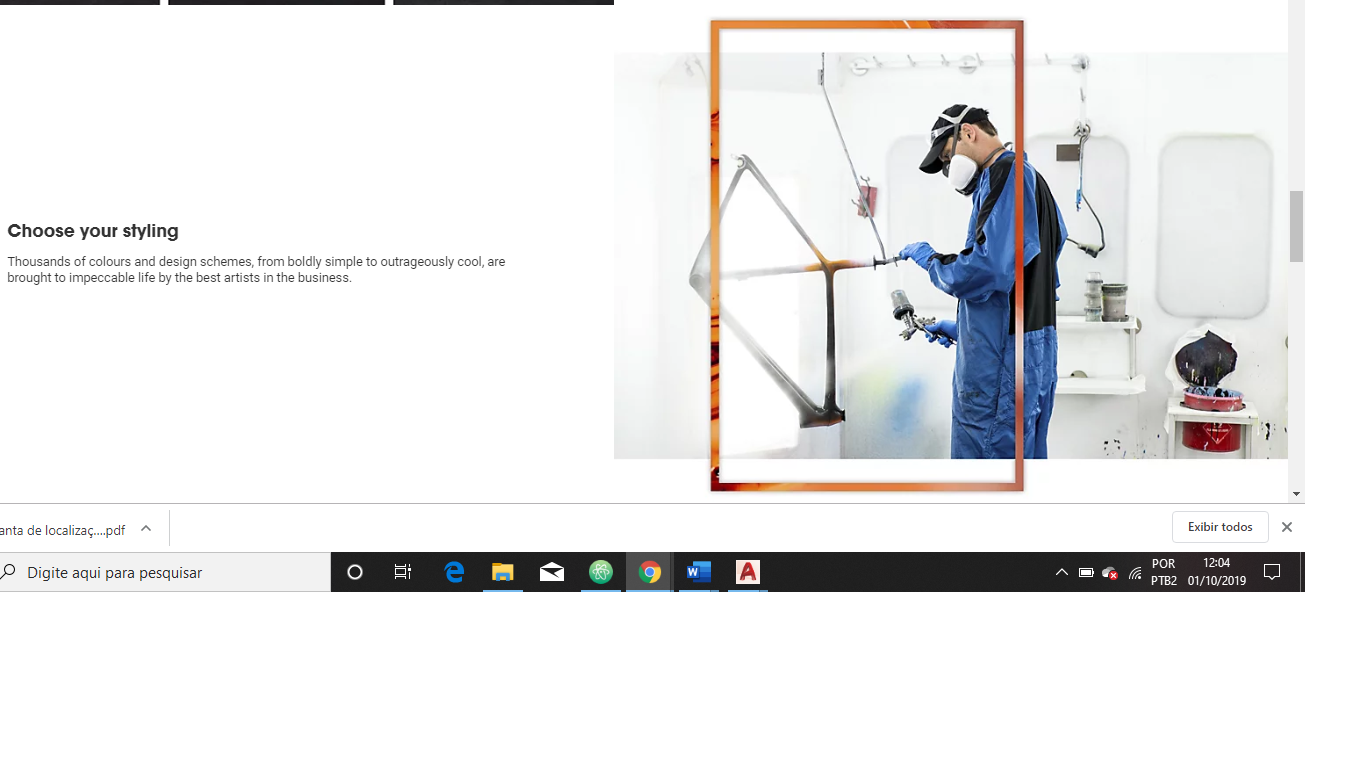 Choose your styling
Thousands of colours and design schemes, from boldly simple to outrageously cool, are
brought to impeccable life by the best artists in the business.
anta de localizaç....pdf
Exibir todos
Digite aqui para pesquisar
POR
PTB2
12:04
01/10/2019